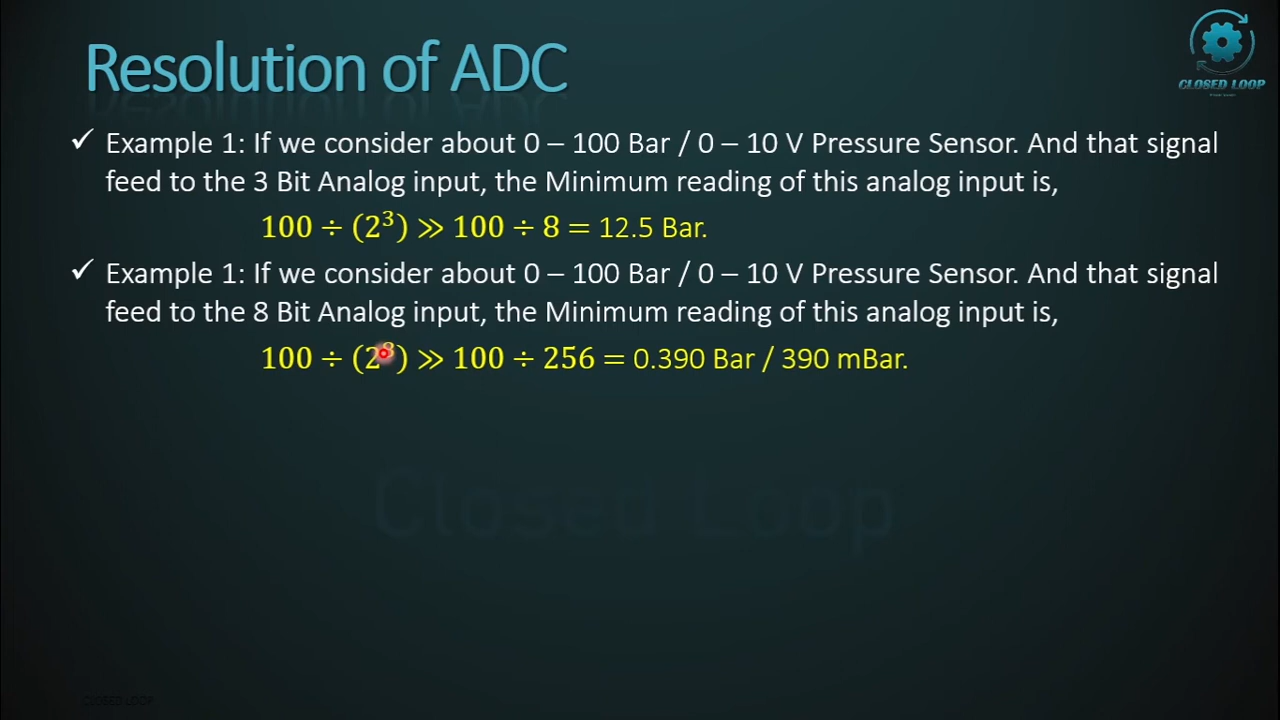 Resolution of ADC
CLOSED LOOP
✓ Example 1: If we consider about 0 – 100 Bar / 0 – 10 V Pressure Sensor. And that signal
feed to the 3 Bit Analog input, the Minimum reading of this analog input is,
100 ÷ (2³) ≫ 100 ÷ 8 = 12.5 Bar.
✓ Example 1: If we consider about 0 – 100 Bar / 0 – 10 V Pressure Sensor. And that signal
feed to the 8 Bit Analog input, the Minimum reading of this analog input is,
100 ÷ (2⁸) ≫ 100 ÷ 256 = 0.390 Bar / 390 mBar.
Closed Loop
CLOSED LOOP